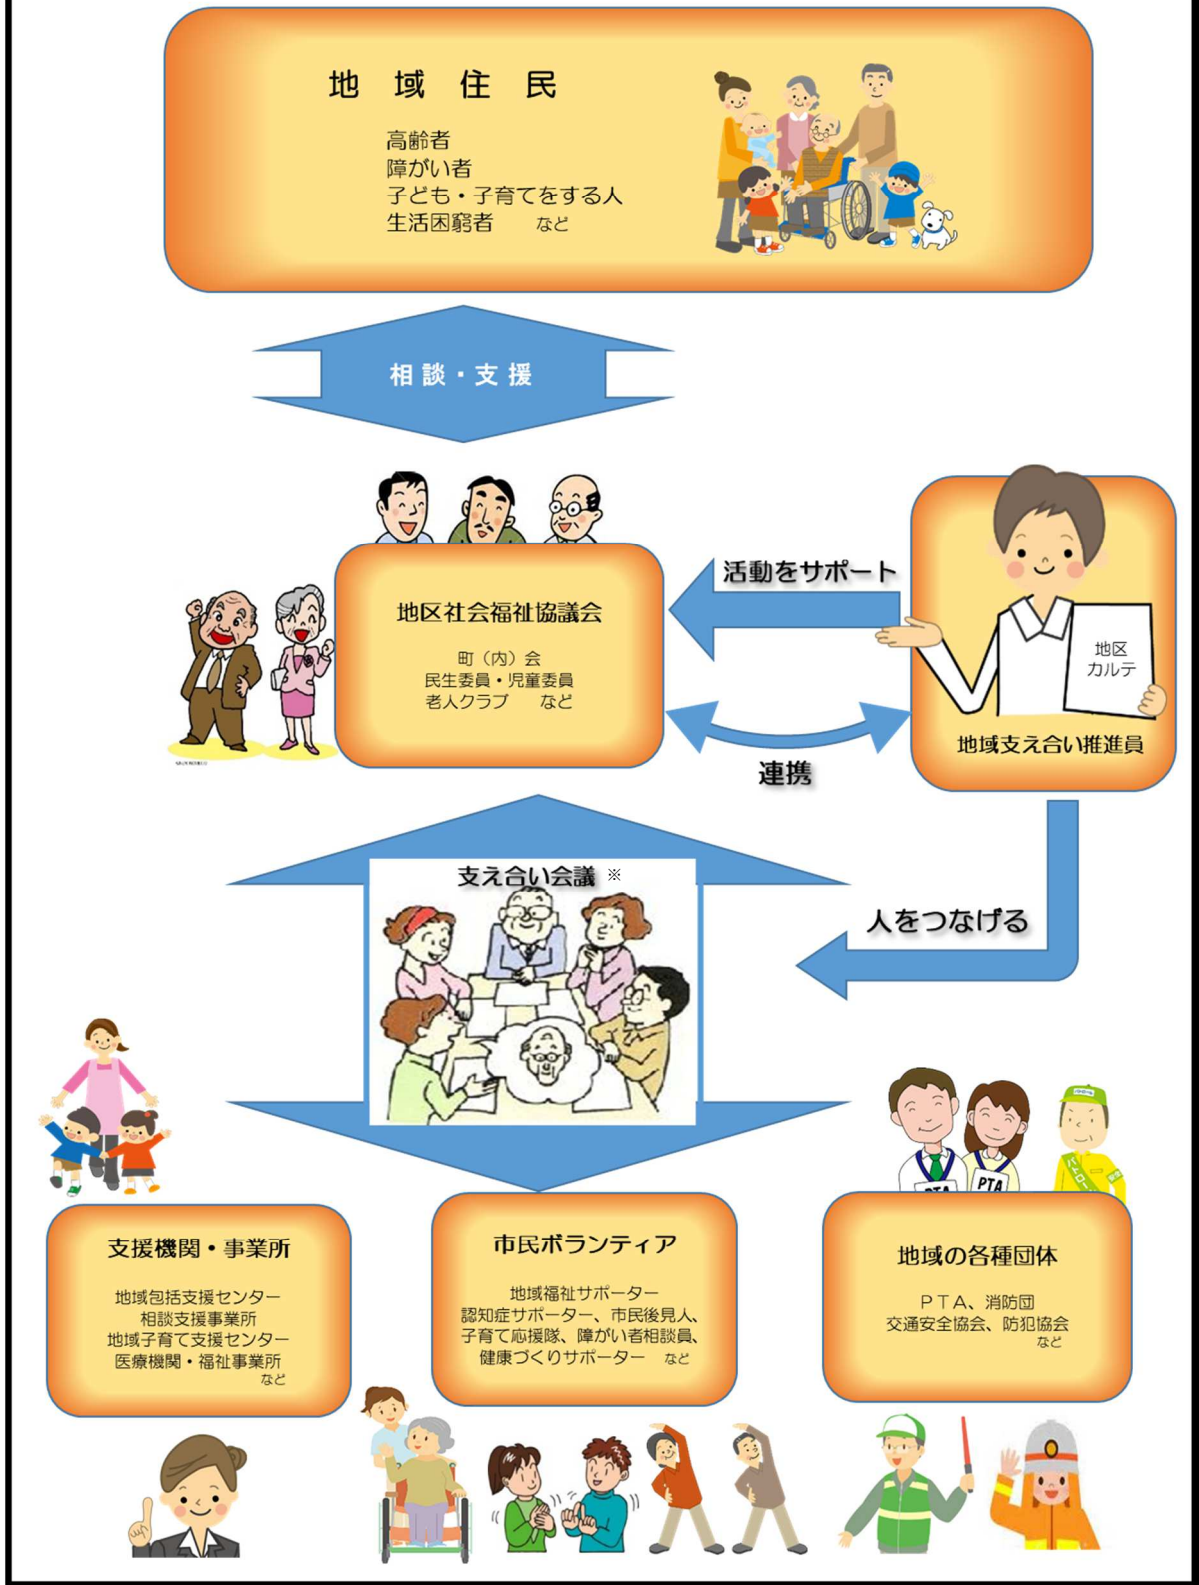 地域住民
高齢者
障がい者
子ども・子育てをする人
生活困窮者 など
相談・支援
活動をサポート
地区
カルテ
地域支え合い推進員
地区社会福祉協議会
町（内）会
民生委員・児童委員
老人クラブ など
連携
支え合い会議 ※
人をつなげる
PTA
PTA
パトロール
支援機関・事業所
地域包括支援センター
相談支援事業所
地域子育て支援センター
医療機関・福祉事業所
など
市民ボランティア
地域福祉サポーター
認知症サポーター、市民後見人、
子育て応援隊、障がい者相談員、
健康づくりサポーター など
地域の各種団体
ＰＴＡ、消防団
交通安全協会、防犯協会
など